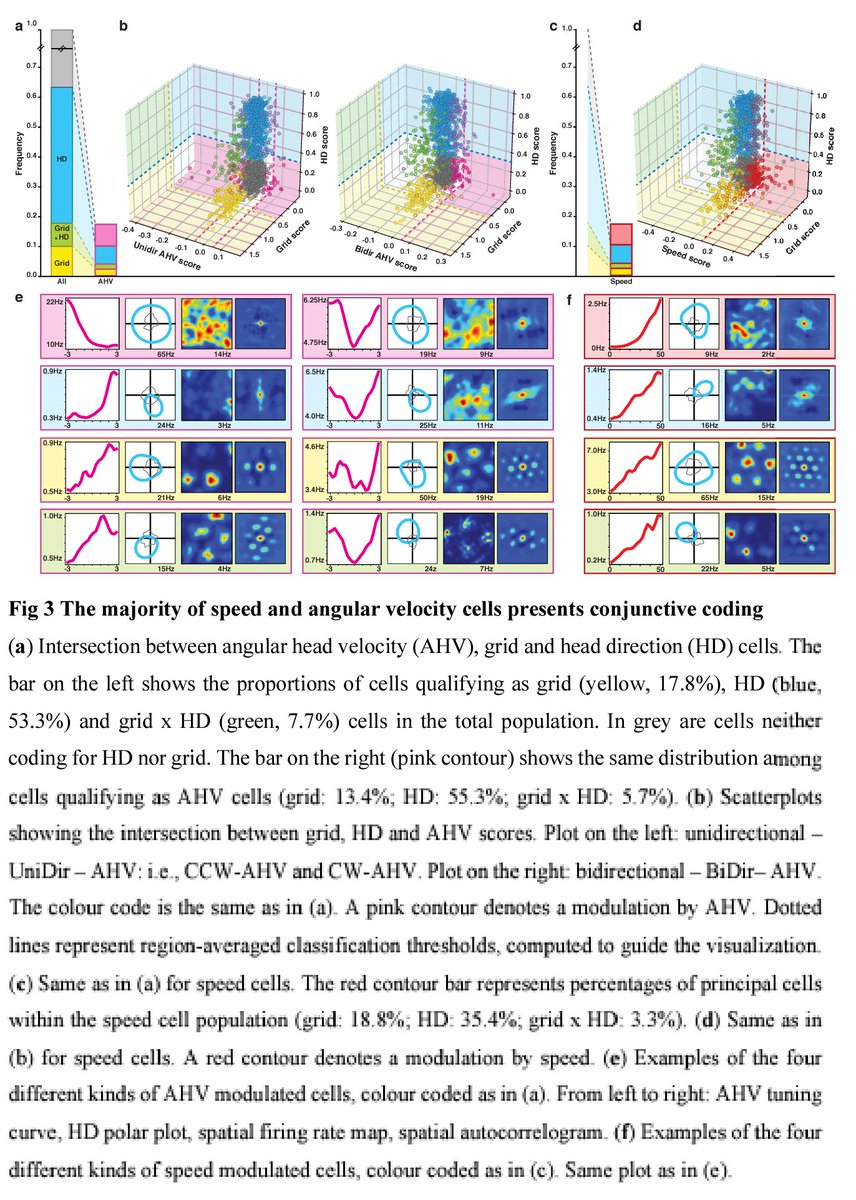 a
b
c
d
1.0
0.7
0.6
0.5
0.4
0.3
0.2
0.1
0.0
Frequency
HD
Grid
x HD
Grid
All
AHV
1.0
0.8
0.6
0.4
0.2
0.0
HD score
-0.4
-0.3
-0.2
-0.1
0.0
0.1
Unidir AHV score
0.0
0.5
1.0
1.5
Grid score
1.0
0.8
0.6
0.4
0.2
0.0
HD score
-0.3
-0.2
-0.1
0.0
0.1
0.2
0.3
Bidir AHV score
0.0
0.5
1.0
1.5
Grid score
1.0
0.7
0.6
0.5
0.4
0.3
0.2
0.1
Frequency
Speed
1.0
0.8
0.6
0.4
0.2
0.0
HD score
-0.4
-0.2
0.0
0.2
0.4
Speed score
0.0
0.5
1.0
1.5
Grid score
e
22Hz
10Hz
-3 3 65Hz 14Hz
6.25Hz
4.75Hz
-3 3 19Hz 9Hz
f
2.5Hz
0Hz
0 50 9Hz 2Hz
0.9Hz
0.3Hz
-3 3 24Hz 3Hz
6.5Hz
4.0Hz
-3 3 25Hz 11Hz
1.4Hz
0.4Hz
0 50 16Hz 5Hz
0.9Hz
0.5Hz
-3 3 21Hz 6Hz
4.6Hz
3.4Hz
-3 3 50Hz 19Hz
7.0Hz
3.0Hz
0 50 65Hz 15Hz
1.0Hz
0.5Hz
-3 3 15Hz 4Hz
1.4Hz
0.7Hz
-3 3 24z 7Hz
1.0Hz
0.2Hz
0 50 22Hz 5Hz
Fig 3 The majority of speed and angular velocity cells presents conjunctive coding
(a) Intersection between angular head velocity (AHV), grid and head direction (HD) cells. The
bar on the left shows the proportions of cells qualifying as grid (yellow, 17.8%), HD (blue,
53.3%) and grid x HD (green, 7.7%) cells in the total population. In grey are cells neither
coding for HD nor grid. The bar on the right (pink contour) shows the same distribution among
cells qualifying as AHV cells (grid: 13.4%; HD: 55.3%; grid x HD: 5.7%). (b) Scatterplots
showing the intersection between grid, HD and AHV scores. Plot on the left: unidirectional –
UniDir – AHV: i.e., CCW-AHV and CW-AHV. Plot on the right: bidirectional – BiDir– AHV.
The colour code is the same as in (a). A pink contour denotes a modulation by AHV. Dotted
lines represent region-averaged classification thresholds, computed to guide the visualization.
(c) Same as in (a) for speed cells. The red contour bar represents percentages of principal cells
within the speed cell population (grid: 18.8%; HD: 35.4%; grid x HD: 3.3%). (d) Same as in
(b) for speed cells. A red contour denotes a modulation by speed. (e) Examples of the four
different kinds of AHV modulated cells, colour coded as in (a). From left to right: AHV tuning
curve, HD polar plot, spatial firing rate map, spatial autocorrelogram. (f) Examples of the four
different kinds of speed modulated cells, colour coded as in (c). Same plot as in (e).